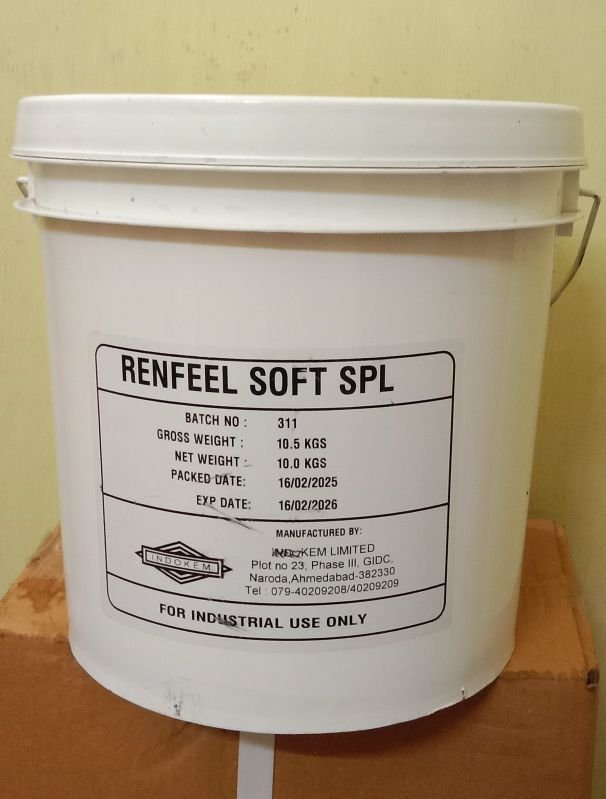 RENFEEL SOFT SPL
BATCH NO : 311
GROSS WEIGHT : 10.5 KGS
NET WEIGHT : 10.0 KGS
PACKED DATE: 16/02/2025
EXP DATE: 16/02/2026
MANUFACTURED BY:
INDOKEM LIMITED
Plot no 23, Phase III, GIDC,
Naroda,Ahmedabad-382330
Tel : 079-40209208/40209209
INDOKEM
FOR INDUSTRIAL USE ONLY